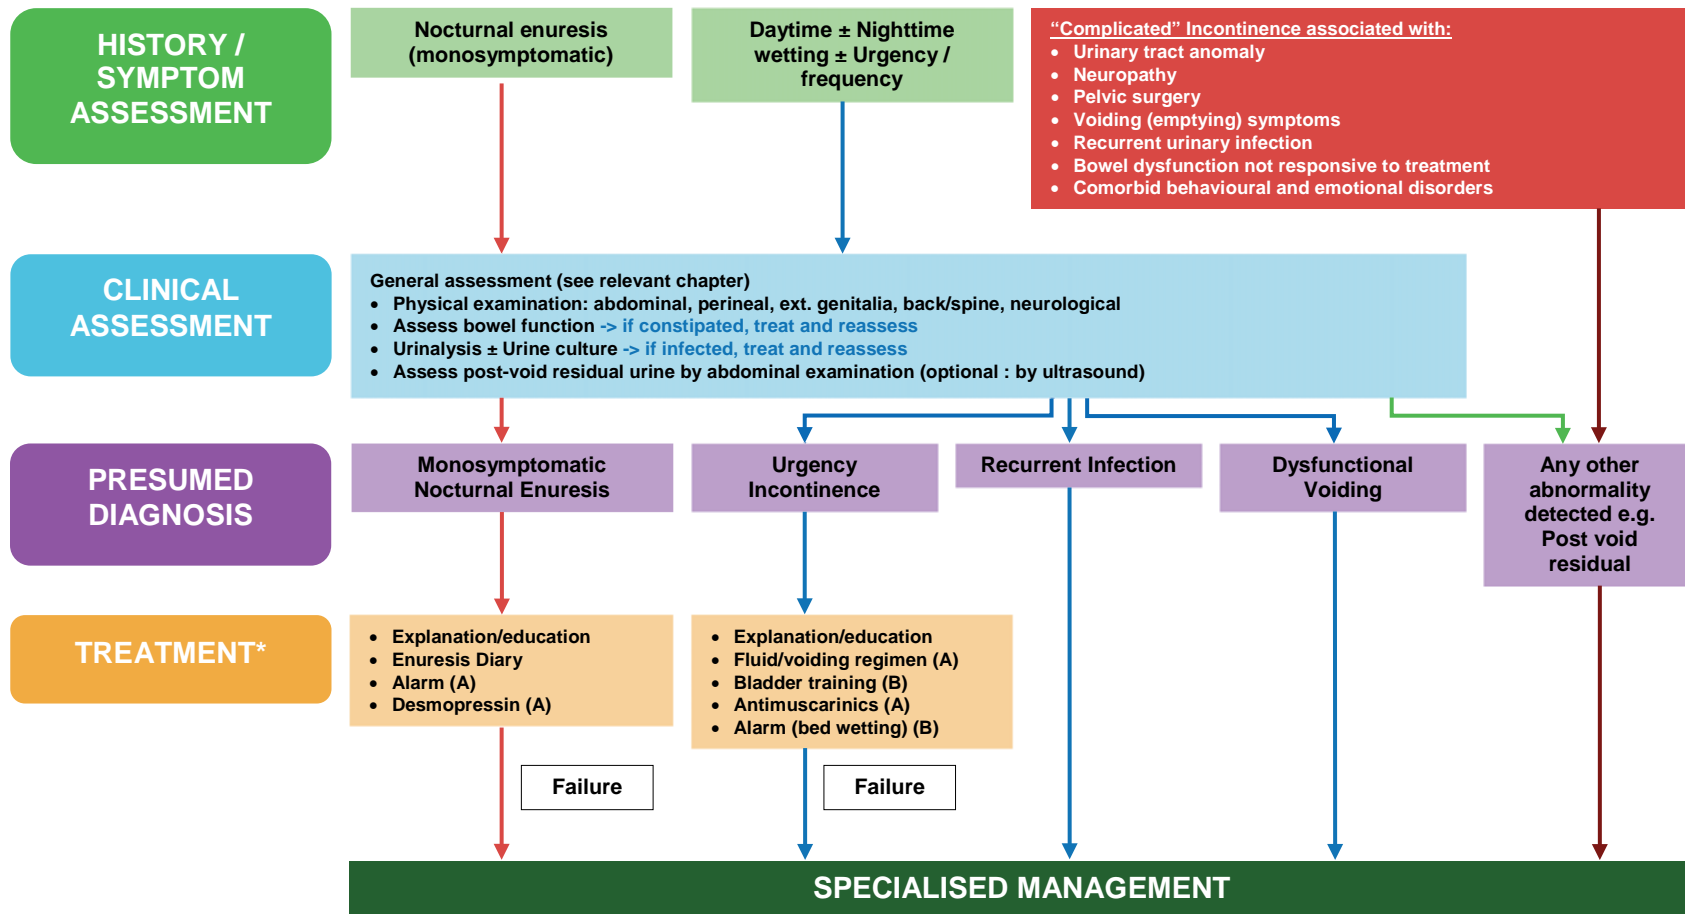 HISTORY /
SYMPTOM
ASSESSMENT
Nocturnal enuresis
(monosymptomatic)
Daytime ± Nighttime
wetting ± Urgency /
frequency
“Complicated” Incontinence associated with:
• Urinary tract anomaly
• Neuropathy
• Pelvic surgery
• Voiding (emptying) symptoms
• Recurrent urinary infection
• Bowel dysfunction not responsive to treatment
• Comorbid behavioural and emotional disorders
CLINICAL
ASSESSMENT
General assessment (see relevant chapter)
• Physical examination: abdominal, perineal, ext. genitalia, back/spine, neurological
• Assess bowel function -> if constipated, treat and reassess
• Urinalysis ± Urine culture -> if infected, treat and reassess
• Assess post-void residual urine by abdominal examination (optional : by ultrasound)
PRESUMED
DIAGNOSIS
Monosymptomatic
Nocturnal Enuresis
Urgency
Incontinence
Recurrent Infection
Dysfunctional
Voiding
Any other
abnormality
detected e.g.
Post void
residual
TREATMENT*
• Explanation/education
• Enuresis Diary
• Alarm (A)
• Desmopressin (A)
• Explanation/education
• Fluid/voiding regimen (A)
• Bladder training (B)
• Antimuscarinics (A)
• Alarm (bed wetting) (B)
Failure
Failure
SPECIALISED MANAGEMENT